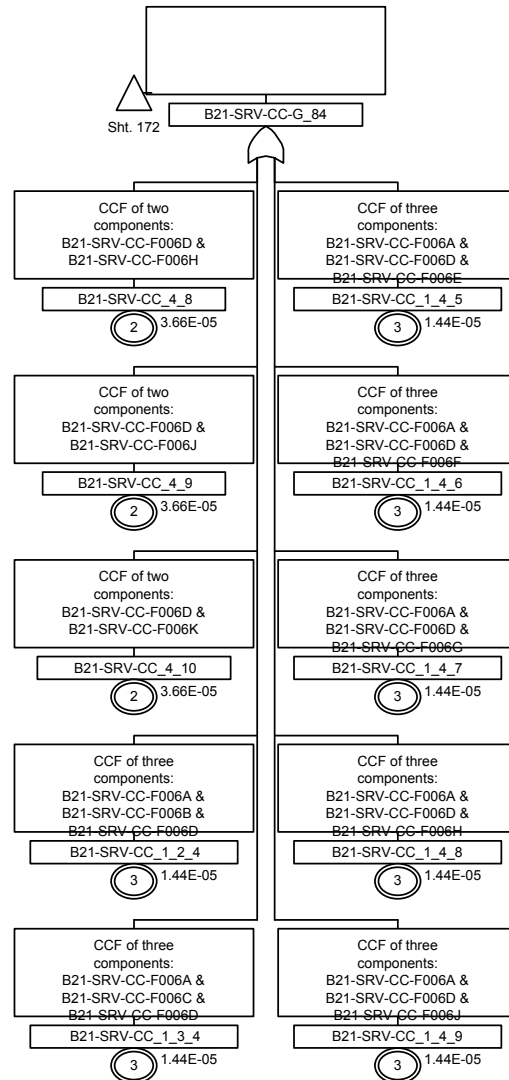 Sht. 172
B21-SRV-CC-G_84
CCF of two
components:
B21-SRV-CC-F006D &
B21-SRV-CC-F006H
B21-SRV-CC_4_8
2
3.66E-05
CCF of three
components:
B21-SRV-CC-F006A &
B21-SRV-CC-F006D &
B21-SRV-CC-F006E
B21-SRV-CC_1_4_5
3
1.44E-05
CCF of two
components:
B21-SRV-CC-F006D &
B21-SRV-CC-F006J
B21-SRV-CC_4_9
2
3.66E-05
CCF of three
components:
B21-SRV-CC-F006A &
B21-SRV-CC-F006D &
B21-SRV-CC-F006F
B21-SRV-CC_1_4_6
3
1.44E-05
CCF of two
components:
B21-SRV-CC-F006D &
B21-SRV-CC-F006K
B21-SRV-CC_4_10
2
3.66E-05
CCF of three
components:
B21-SRV-CC-F006A &
B21-SRV-CC-F006D &
B21-SRV-CC-F006G
B21-SRV-CC_1_4_7
3
1.44E-05
CCF of three
components:
B21-SRV-CC-F006A &
B21-SRV-CC-F006B &
B21-SRV-CC-F006D
B21-SRV-CC_1_2_4
3
1.44E-05
CCF of three
components:
B21-SRV-CC-F006A &
B21-SRV-CC-F006D &
B21-SRV-CC-F006H
B21-SRV-CC_1_4_8
3
1.44E-05
CCF of three
components:
B21-SRV-CC-F006A &
B21-SRV-CC-F006C &
B21-SRV-CC-F006D
B21-SRV-CC_1_3_4
3
1.44E-05
CCF of three
components:
B21-SRV-CC-F006A &
B21-SRV-CC-F006D &
B21-SRV-CC-F006J
B21-SRV-CC_1_4_9
3
1.44E-05